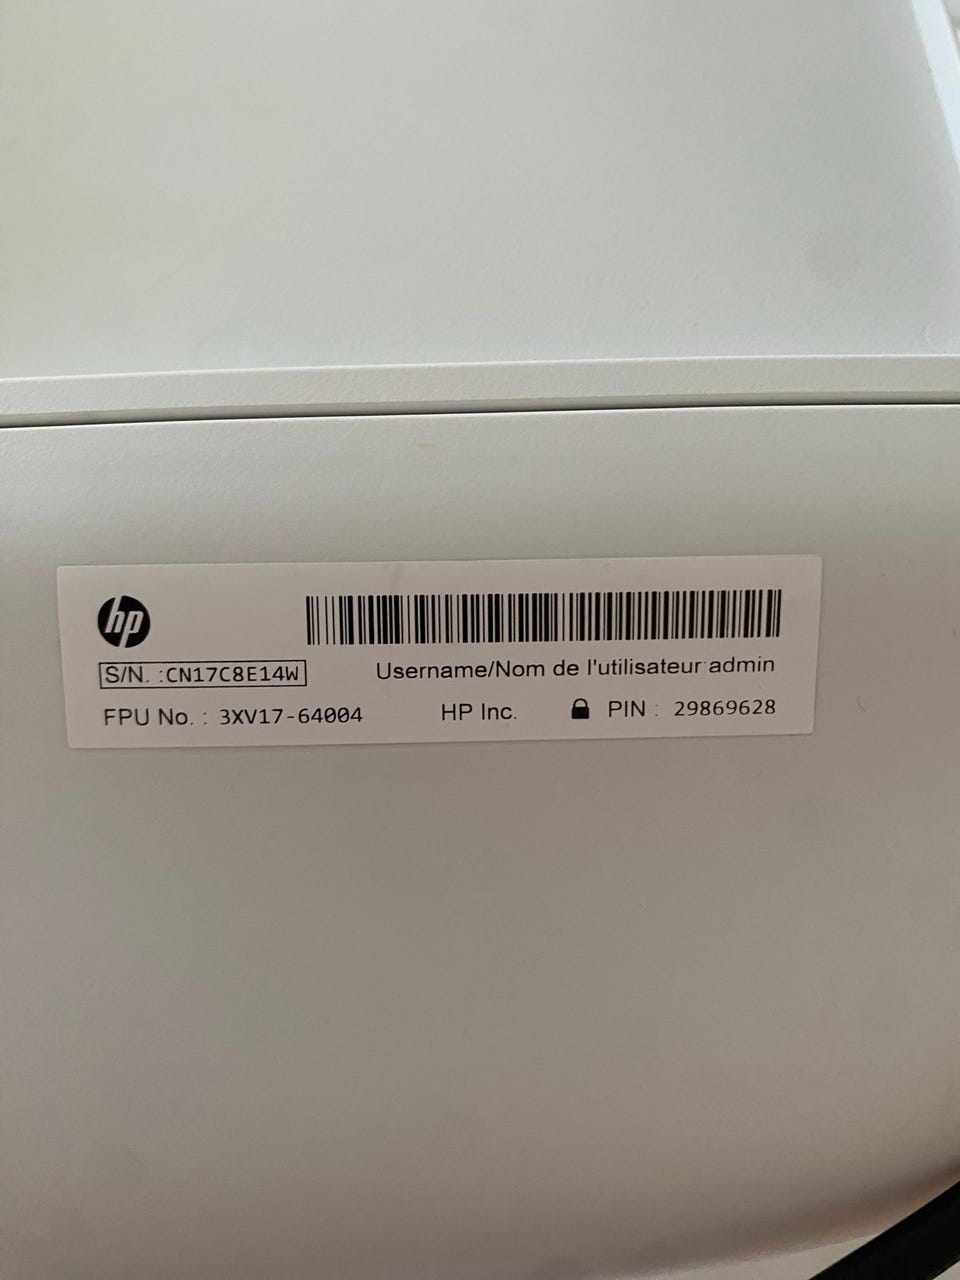 hp
S/N. :CN17C8E14W
Username/Nom de l'utilisateur:admin
FPU No. : 3XV17-64004
HP Inc.
PIN : 29869628